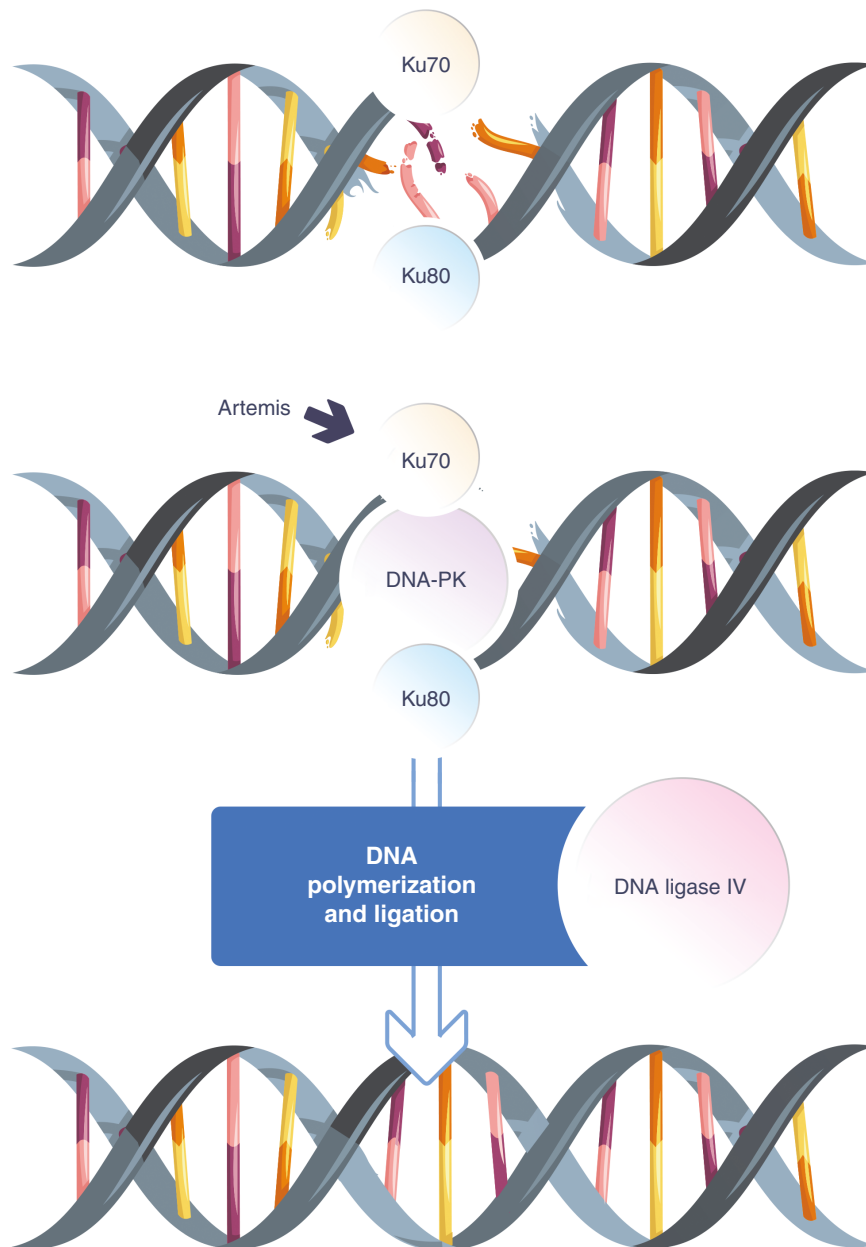 Ku70
Ku80
Artemis
Ku70
DNA-PK
Ku80
DNA
polymerization
and ligation
DNA ligase IV